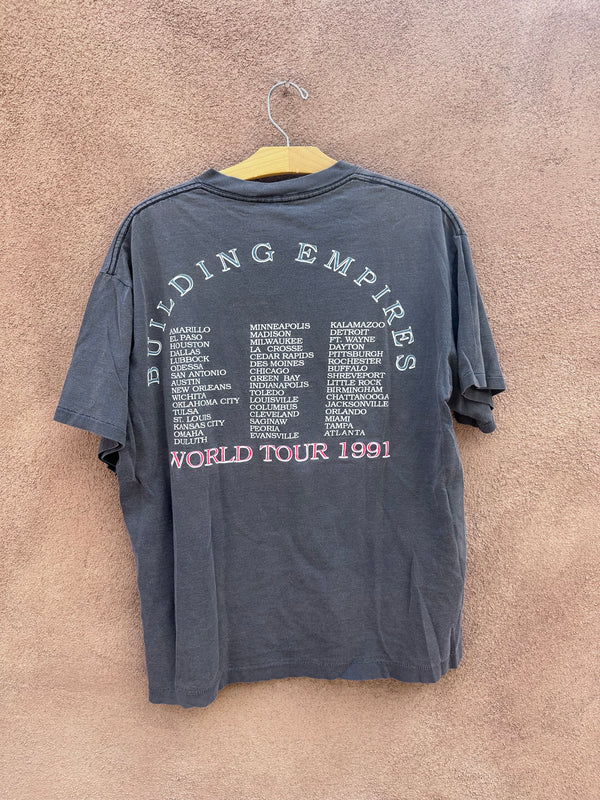 BUILDING EMPIRES
AMARILLO
EL PASO
HOUSTON
DALLAS
LUBBOCK
ODESSA
SAN ANTONIO
AUSTIN
NEW ORLEANS
WICHITA
OKLAHOMA CITY
TULSA
ST. LOUIS
KANSAS CITY
OMAHA
DULUTH
MINNEAPOLIS
MADISON
MILWAUKEE
LA CROSSE
CEDAR RAPIDS
DES MOINES
CHICAGO
GREEN BAY
INDIANAPOLIS
TOLEDO
LOUISVILLE
COLUMBUS
CLEVELAND
SAGINAW
PEORIA
EVANSVILLE
KALAMAZOO
DETROIT
FT. WAYNE
DAYTON
PITTSBURGH
ROCHESTER
BUFFALO
SHREVEPORT
LITTLE ROCK
BIRMINGHAM
CHATTANOOGA
JACKSONVILLE
ORLANDO
MIAMI
TAMPA
ATLANTA
WORLD TOUR 1991